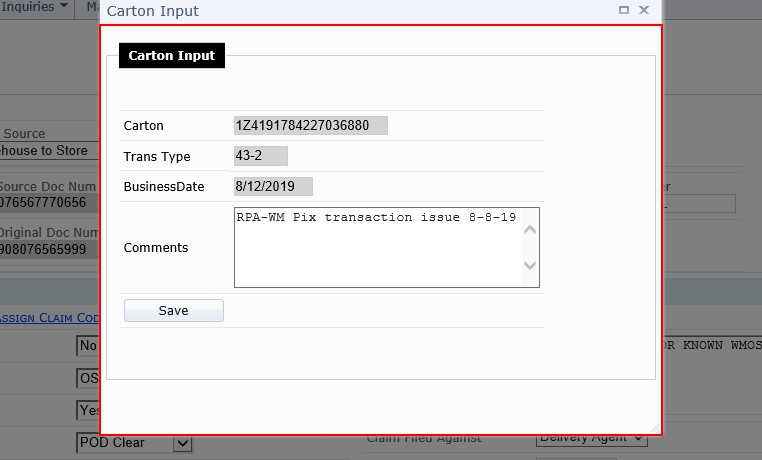 Inquiries
Carton Input
Carton Input
Carton 1Z4191784227036880
Source
Trans Type 43-2
ehouse to Store
Source Doc Num
BusinessDate 8/12/2019
076567770656
RPA-WM Pix transaction issue 8-8-19
Original Doc Num
Comments
908076565999
Save
ASSIGN CLAIM COD
No
OR KNOWN WMOS
OS
Yes
POD Clear
Claim Filed Against
Delivery Agent